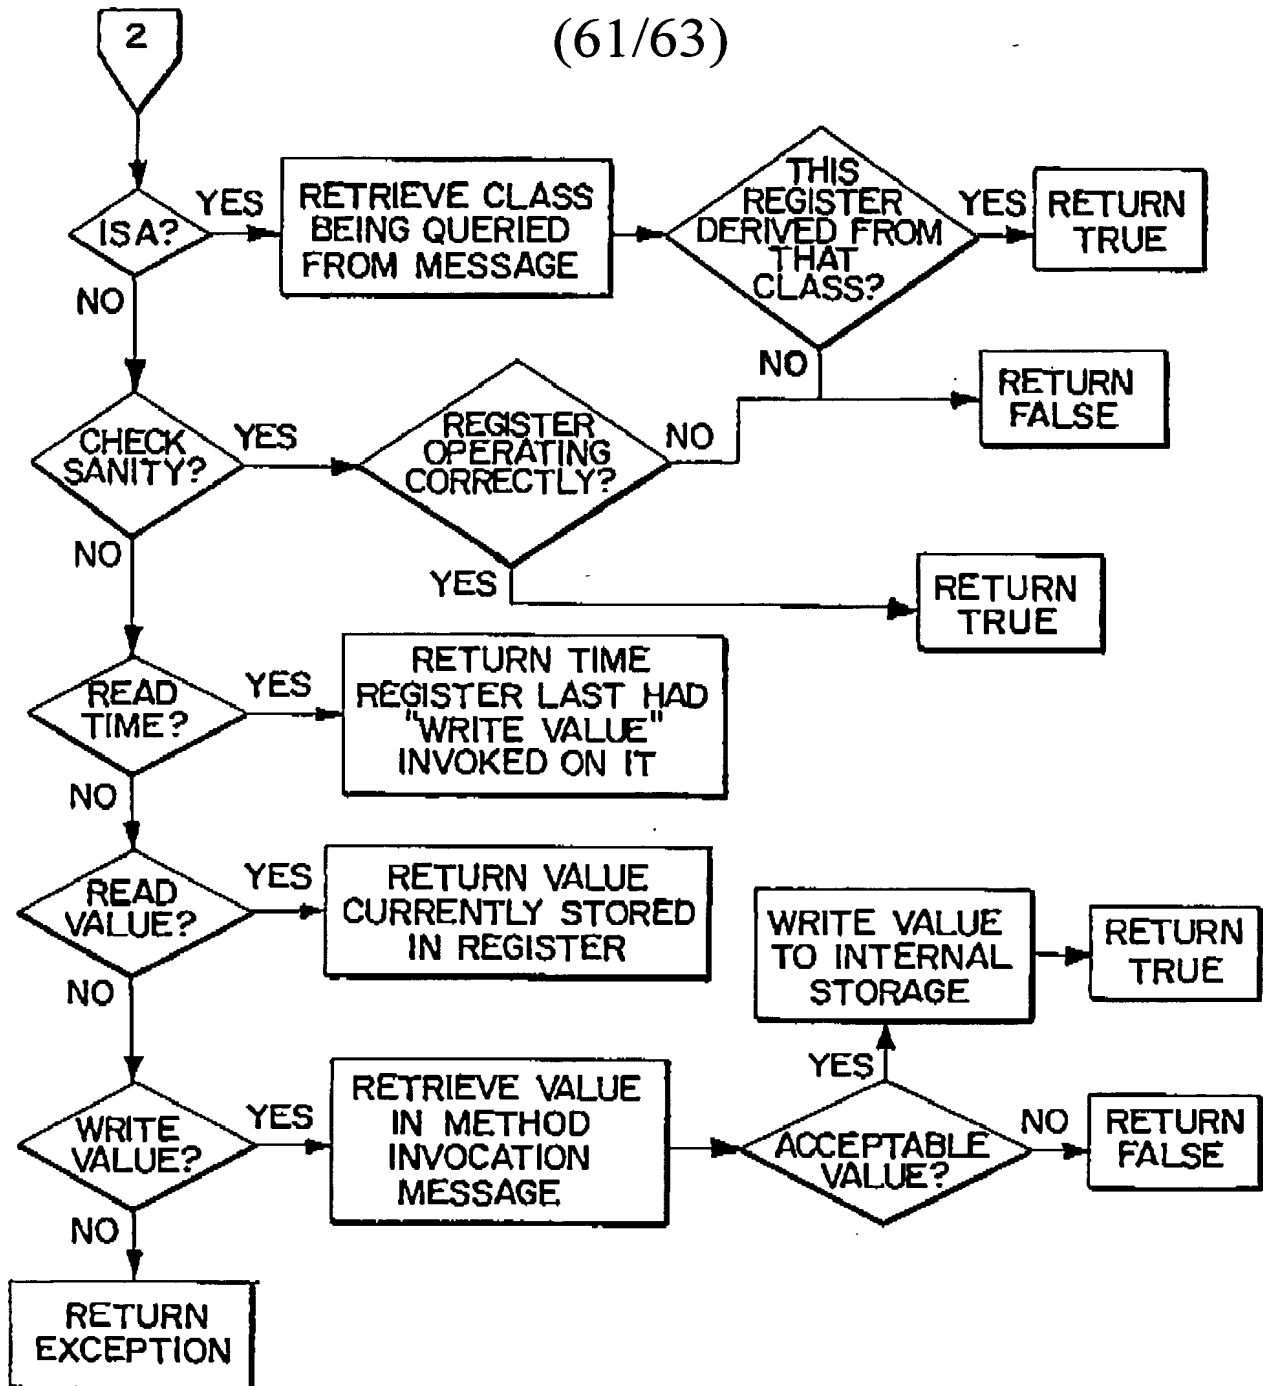 2
(61/63)
ISA?
YES
RETRIEVE CLASS
BEING QUERIED
FROM MESSAGE
THIS
REGISTER
DERIVED FROM
THAT
CLASS?
YES
RETURN
TRUE
NO
NO
RETURN
FALSE
CHECK
SANITY?
YES
REGISTER
OPERATING
CORRECTLY?
NO
NO
YES
RETURN
TRUE
READ
TIME?
YES
RETURN TIME
REGISTER LAST HAD
"WRITE VALUE"
INVOKED ON IT
NO
READ
VALUE?
YES
RETURN VALUE
CURRENTLY STORED
IN REGISTER
WRITE VALUE
TO INTERNAL
STORAGE
RETURN
TRUE
NO
YES
WRITE
VALUE?
YES
RETRIEVE VALUE
IN METHOD
INVOCATION
MESSAGE
ACCEPTABLE
VALUE?
NO
RETURN
FALSE
NO
RETURN
EXCEPTION